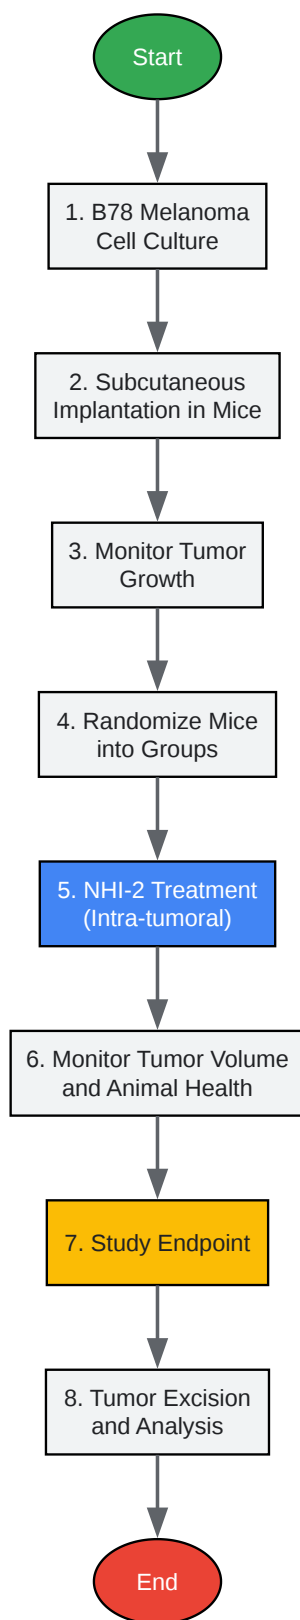 Start
1. B78 Melanoma
Cell Culture
2. Subcutaneous
Implantation in Mice
3. Monitor Tumor
Growth
4. Randomize Mice
into Groups
5. NHI-2 Treatment
(Intra-tumoral)
6. Monitor Tumor Volume
and Animal Health
7. Study Endpoint
8. Tumor Excision
and Analysis
End